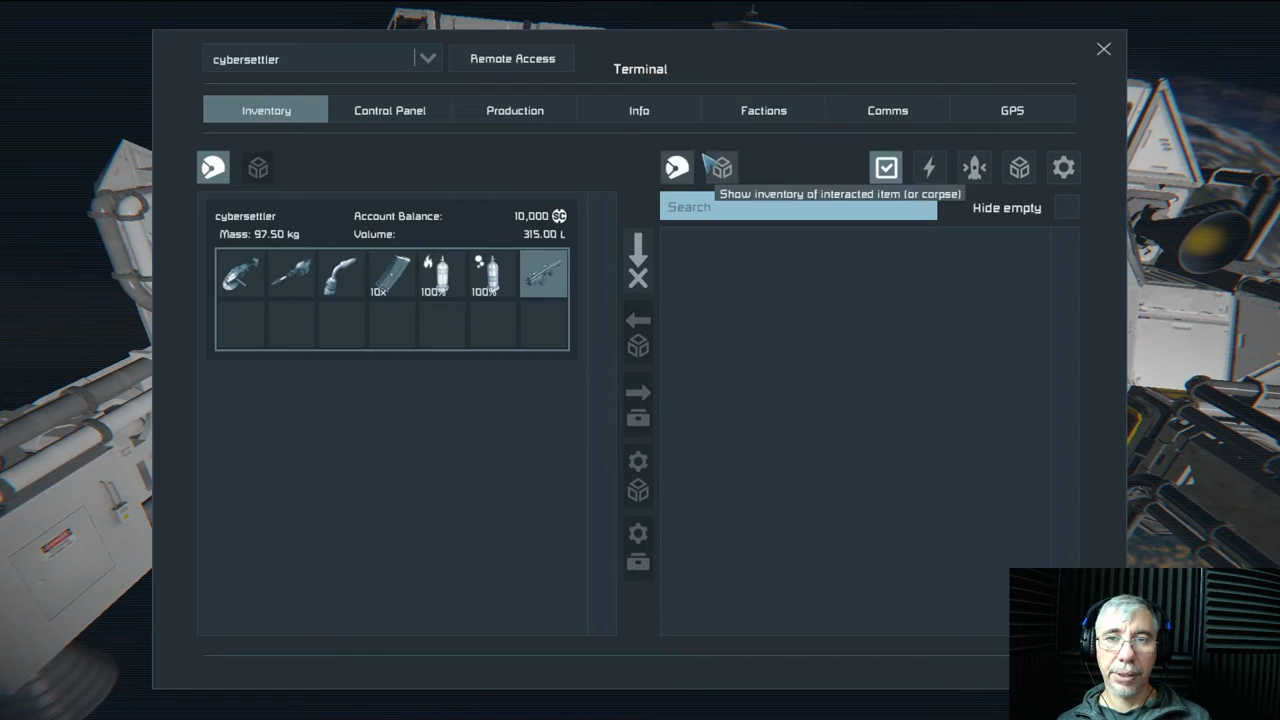 cybersettler
Remote Access
Terminal
Inventory
Control Panel
Production
Info
Factions
Comms
GPS
Show inventory of interacted item (or corpse)
Search
Hide empty
cybersettler
Account Balance:
10,000 SC
Mass: 97.50 kg
Volume:
315.00 L
10x
100%
100%